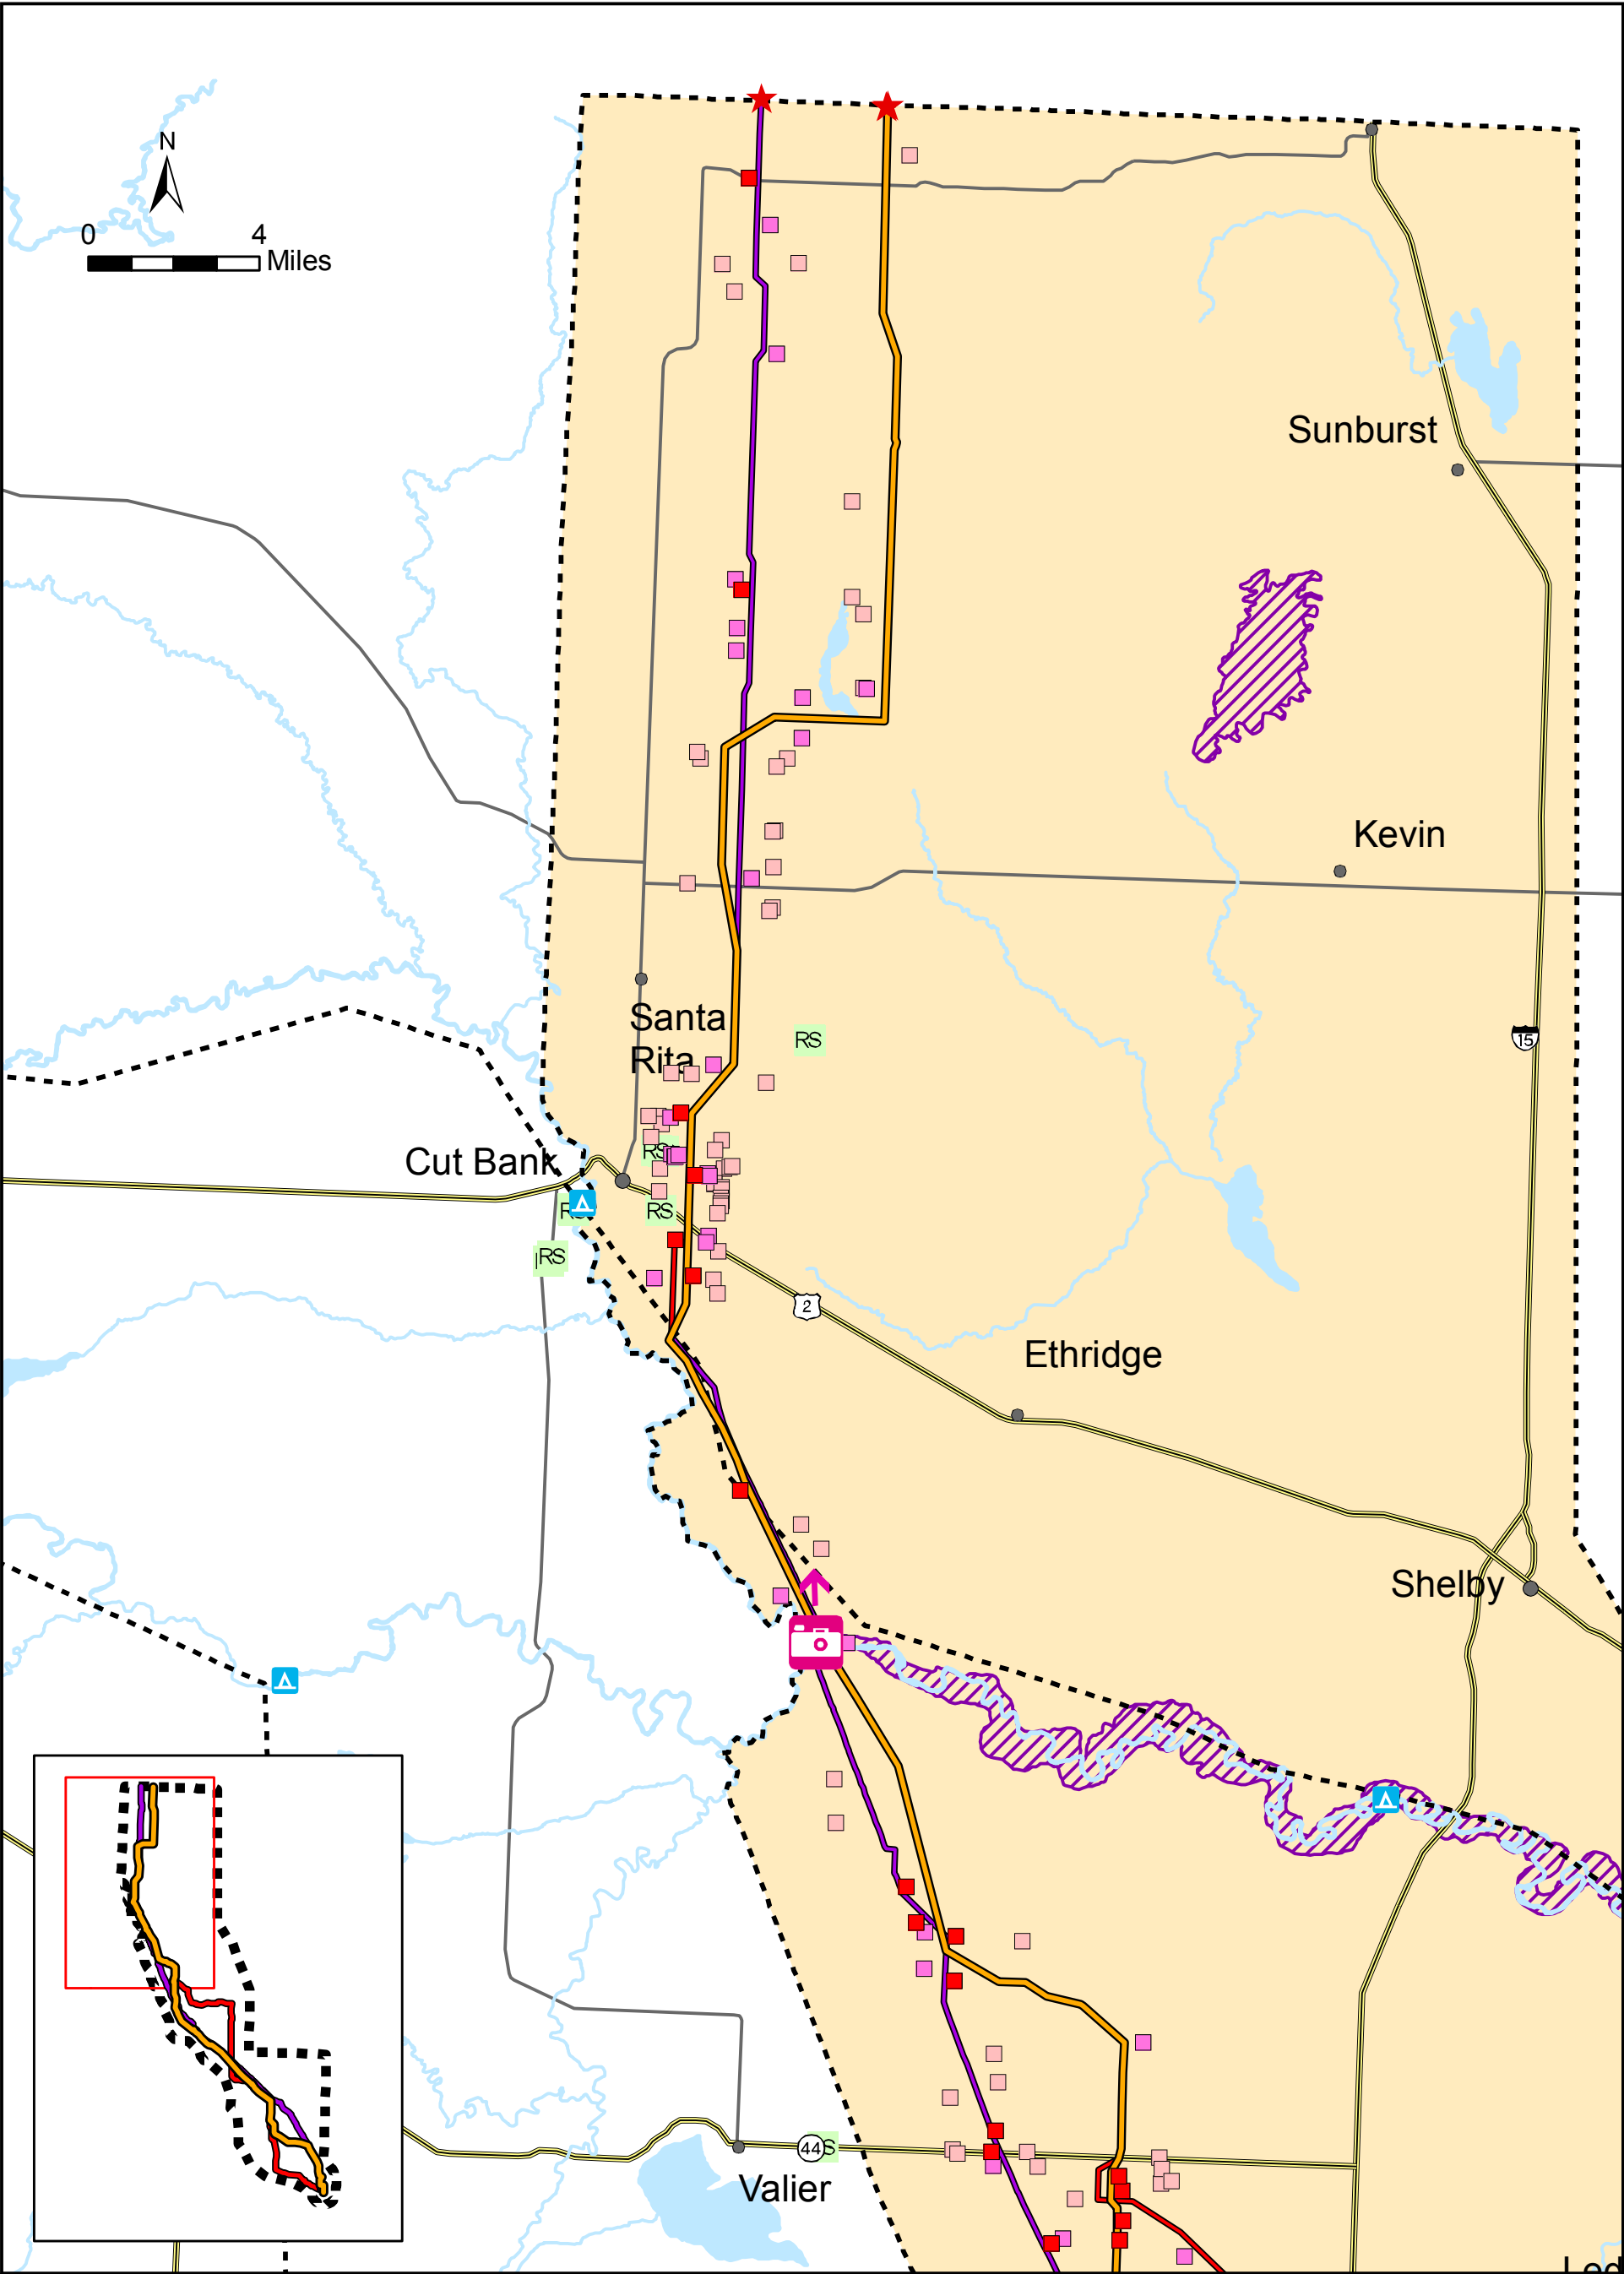 N
0 4
Miles
Sunburst
Kevin
Santa
Rita
RS
15
Cut Bank
RS
RS
RS
RS
2
Ethridge
Shelby
44
Valier